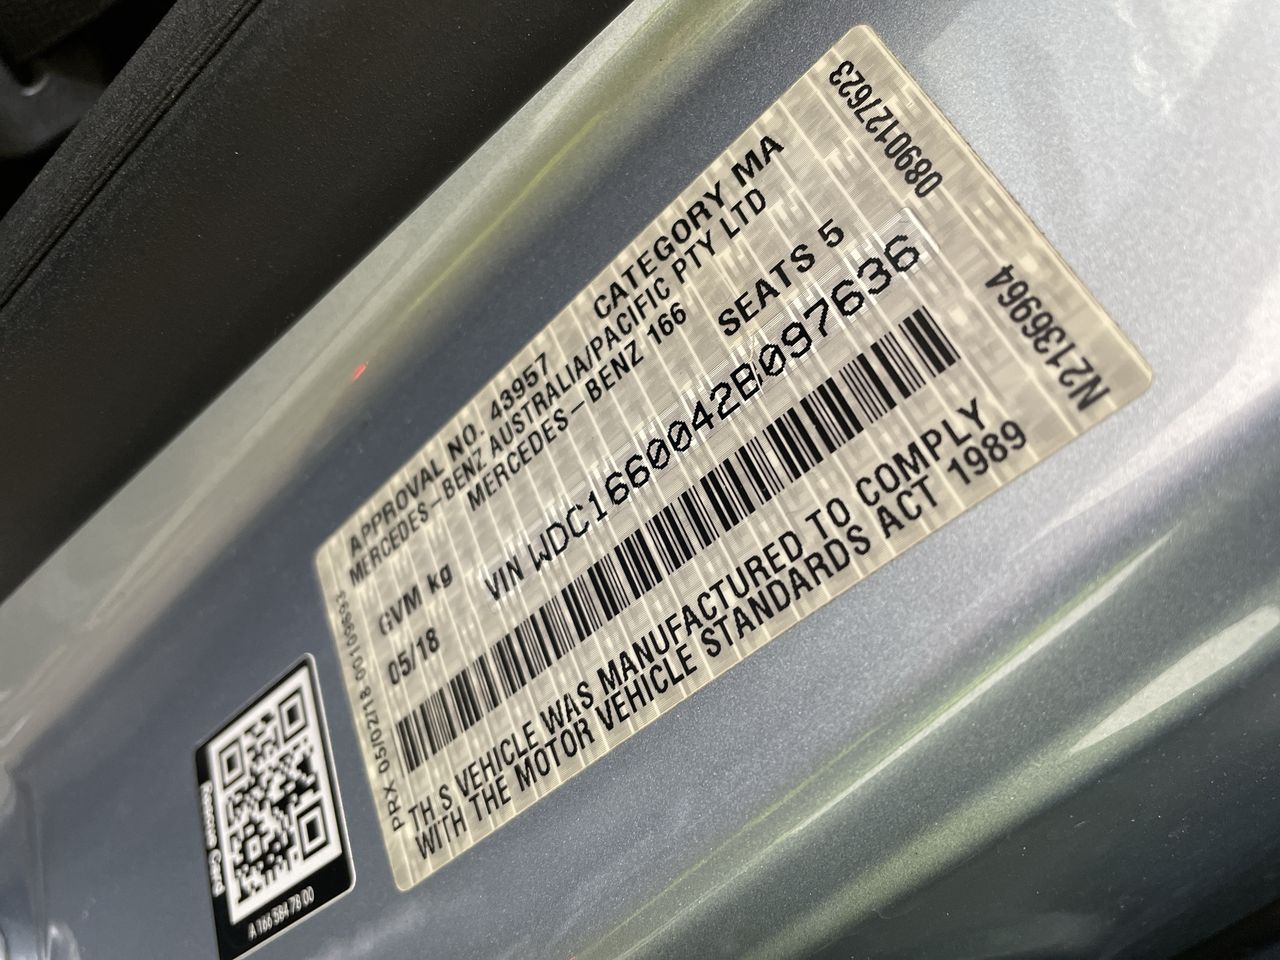 APPROVAL NO. 43957 CATEGORY MA
MERCEDES-BENZ AUSTRALIA/PACIFIC PTY LTD
MERCEDES-BENZ 166
GVM kg SEATS 5
05/18 VIN WDC1660042B097636
THIS VEHICLE WAS MANUFACTURED TO COMPLY
WITH THE MOTOR VEHICLE STANDARDS ACT 1989
PRX 05/02/18 00109693
0890127623
N2136964
Rescue Card
A 166 584 78 00